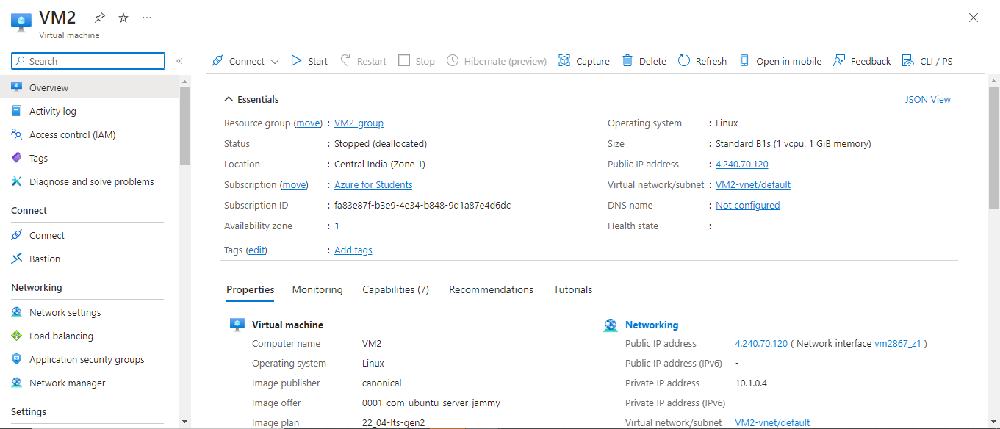 VM2
Virtual machine
Search
«
Connect
Start
Restart
Stop
Hibernate (preview)
Capture
Delete
Refresh
Open in mobile
Feedback
CLI / PS
Overview
Activity log
Access control (IAM)
Tags
Diagnose and solve problems
Connect
Connect
Bastion
Networking
Network settings
Load balancing
Application security groups
Network manager
Settings
Essentials
JSON View
Resource group (move) : VM2_group
Status : Stopped (deallocated)
Location : Central India (Zone 1)
Subscription (move) : Azure for Students
Subscription ID : fa83e87f-b3e9-4e34-b848-9d1a87e4d6dc
Availability zone : 1
Tags (edit) : Add tags
Operating system : Linux
Size : Standard B1s (1 vcpu, 1 GiB memory)
Public IP address : 4.240.70.120
Virtual network/subnet : VM2-vnet/default
DNS name : Not configured
Health state : -
Properties
Monitoring
Capabilities (7)
Recommendations
Tutorials
Virtual machine
Computer name VM2
Operating system Linux
Image publisher canonical
Image offer 0001-com-ubuntu-server-jammy
Image plan 22_04-lts-gen2
Networking
Public IP address 4.240.70.120 ( Network interface vm2867_z1 )
Public IP address (IPv6) -
Private IP address 10.1.0.4
Private IP address (IPv6) -
Virtual network/subnet VM2-vnet/default